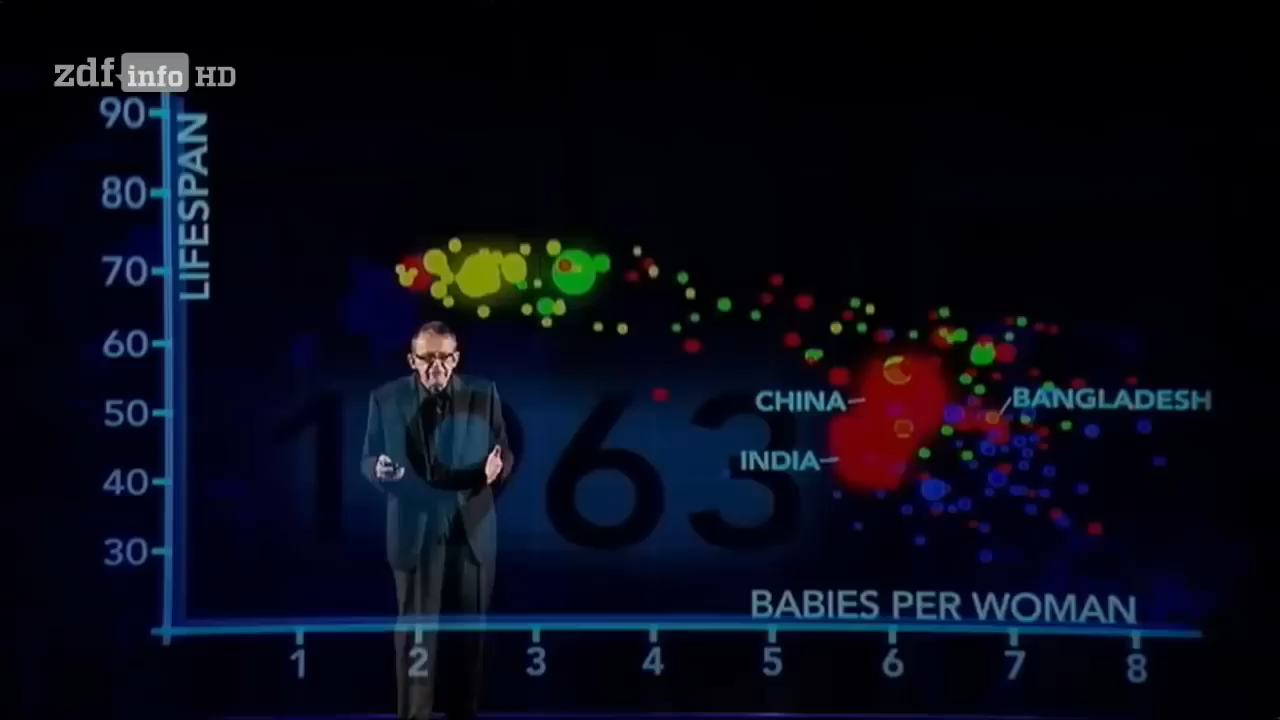 zdf info HD
90
80
70
60
50
40
30
LIFESPAN
1963
CHINA
BANGLADESH
INDIA
BABIES PER WOMAN
1 2 3 4 5 6 7 8